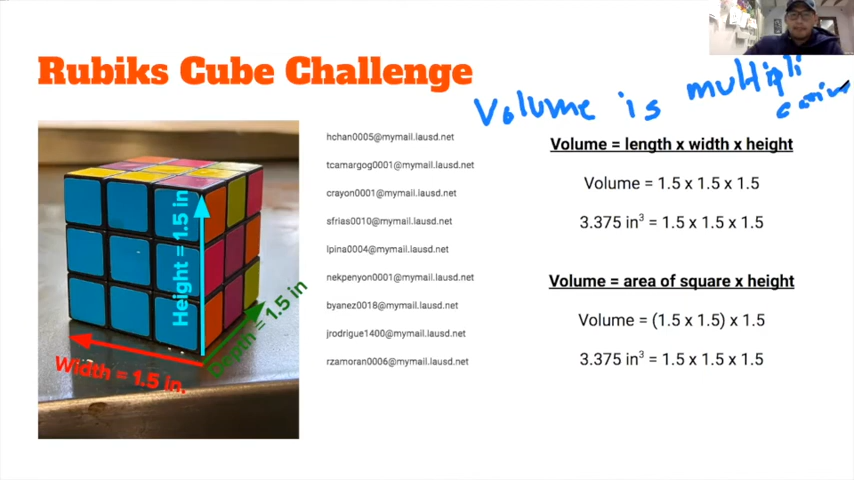 Rubiks Cube Challenge
Volume is multipli
cation
Height = 1.5 in
Width = 1.5 in.
Depth = 1.5 in
hchan0005@mymail.lausd.net
tcamargog0001@mymail.lausd.net
crayon0001@mymail.lausd.net
sfrias0010@mymail.lausd.net
lpina0004@mymail.lausd.net
nekpenyon0001@mymail.lausd.net
byanez0018@mymail.lausd.net
jrodrigue1400@mymail.lausd.net
rzamoran0006@mymail.lausd.net
Volume = length x width x height
Volume = 1.5 x 1.5 x 1.5
3.375 in³ = 1.5 x 1.5 x 1.5
Volume = area of square x height
Volume = (1.5 x 1.5) x 1.5
3.375 in³ = 1.5 x 1.5 x 1.5